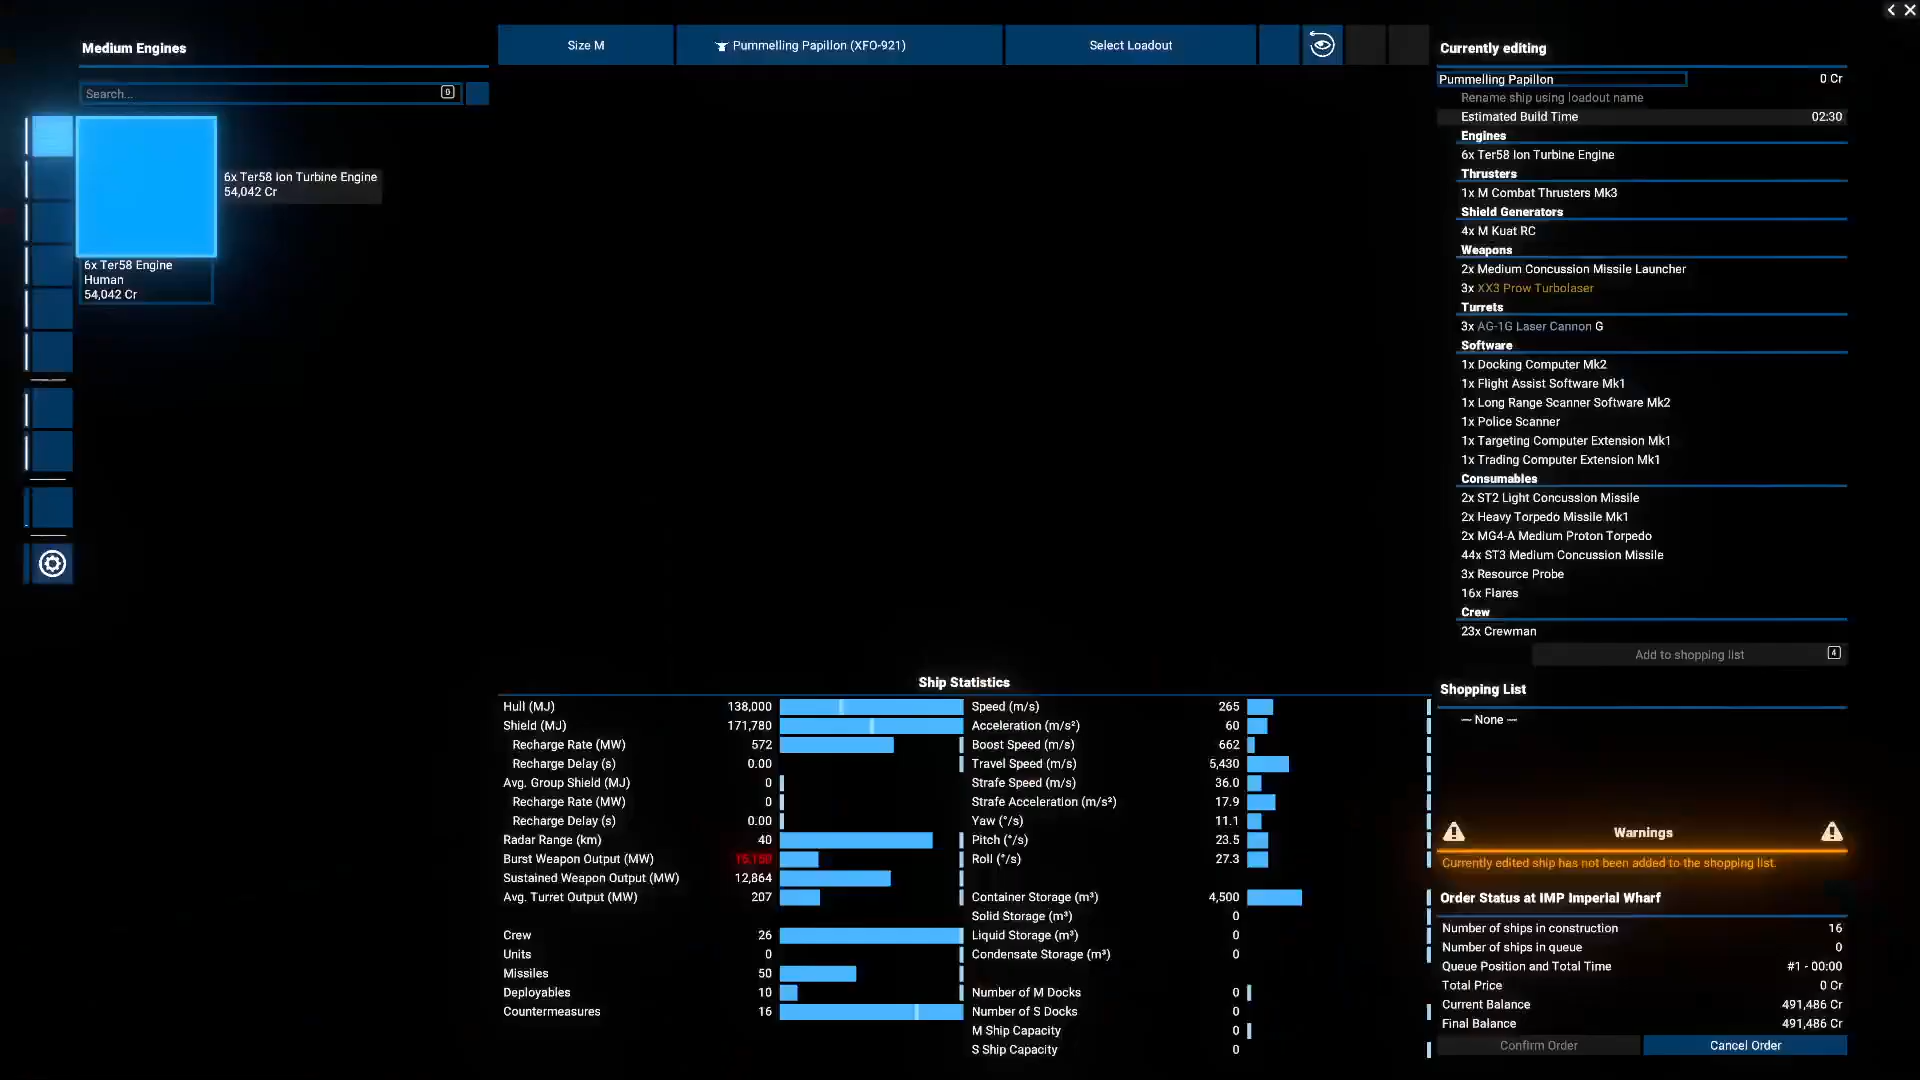 Medium Engines
Search...
0
6x Ter58 Ion Turbine Engine
54,042 Cr
6x Ter58 Engine
Human
54,042 Cr
Size M
Pummelling Papillon (XFO-921)
Select Loadout
Ship Statistics
Hull (MJ) 138,000
Shield (MJ) 171,780
Recharge Rate (MW) 572
Recharge Delay (s) 0.00
Avg. Group Shield (MJ) 0
Recharge Rate (MW) 0
Recharge Delay (s) 0.00
Radar Range (km) 40
Burst Weapon Output (MW) 15,150
Sustained Weapon Output (MW) 12,864
Avg. Turret Output (MW) 207
Crew 26
Units 0
Missiles 50
Deployables 10
Countermeasures 16
Speed (m/s) 265
Acceleration (m/s²) 60
Boost Speed (m/s) 662
Travel Speed (m/s) 5,430
Strafe Speed (m/s) 36.0
Strafe Acceleration (m/s²) 17.9
Yaw (°/s) 11.1
Pitch (°/s) 23.5
Roll (°/s) 27.3
Container Storage (m³) 4,500
Solid Storage (m³) 0
Liquid Storage (m³) 0
Condensate Storage (m³) 0
Number of M Docks 0
Number of S Docks 0
M Ship Capacity 0
S Ship Capacity 0
Currently editing
Pummelling Papillon 0 Cr
Rename ship using loadout name
Estimated Build Time 02:30
Engines
6x Ter58 Ion Turbine Engine
Thrusters
1x M Combat Thrusters Mk3
Shield Generators
4x M Kuat RC
Weapons
2x Medium Concussion Missile Launcher
3x XX3 Prow Turbolaser
Turrets
3x AG-1G Laser Cannon G
Software
1x Docking Computer Mk2
1x Flight Assist Software Mk1
1x Long Range Scanner Software Mk2
1x Police Scanner
1x Targeting Computer Extension Mk1
1x Trading Computer Extension Mk1
Consumables
2x ST2 Light Concussion Missile
2x Heavy Torpedo Missile Mk1
2x MG4-A Medium Proton Torpedo
44x ST3 Medium Concussion Missile
3x Resource Probe
16x Flares
Crew
23x Crewman
Add to shopping list 4
Shopping List
— None —
Warnings
Currently edited ship has not been added to the shopping list.
Order Status at IMP Imperial Wharf
Number of ships in construction 16
Number of ships in queue 0
Queue Position and Total Time #1 - 00:00
Total Price 0 Cr
Current Balance 491,486 Cr
Final Balance 491,486 Cr
Confirm Order
Cancel Order